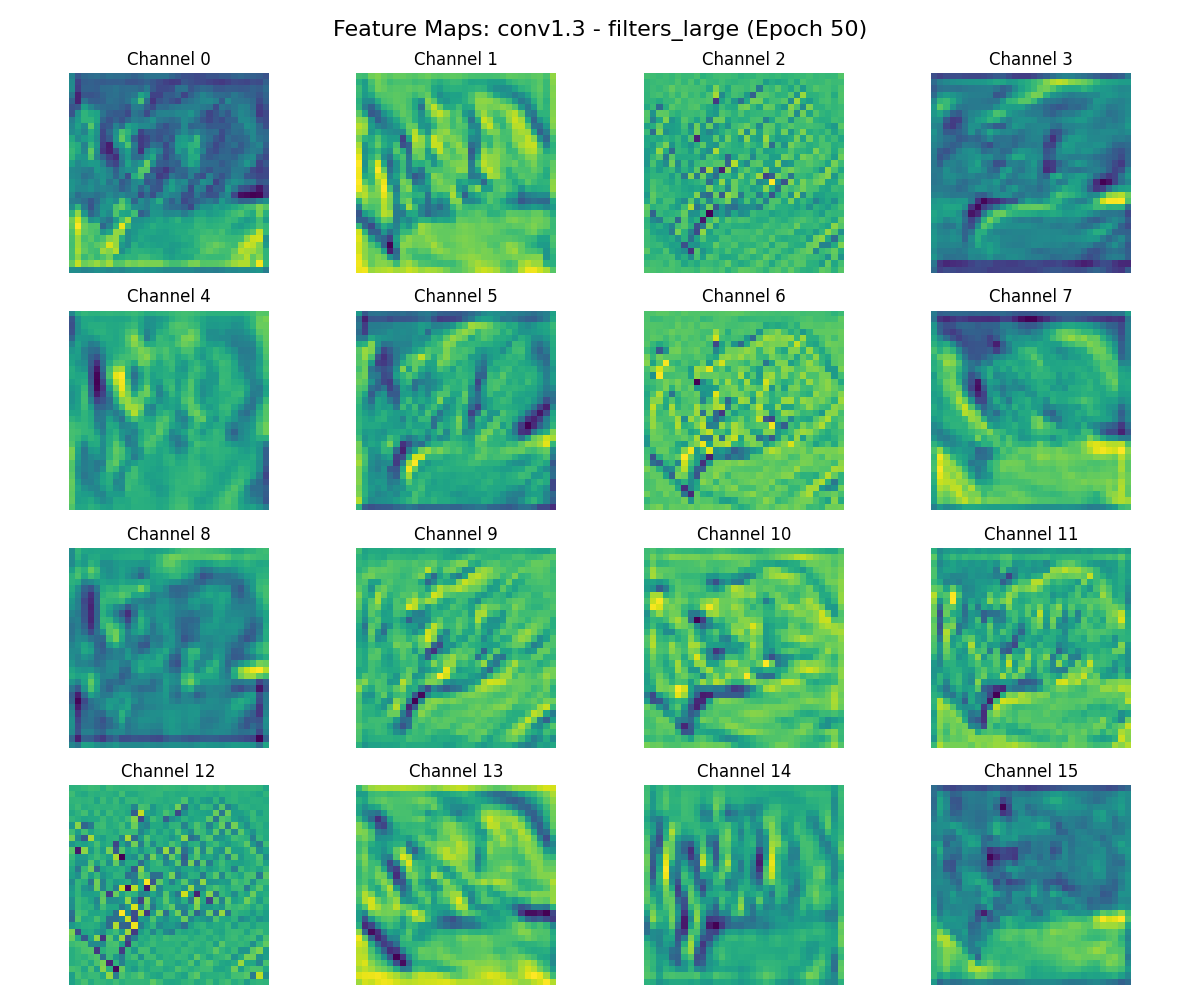 Feature Maps: conv1.3 - filters_large (Epoch 50)
Channel 0 Channel 1 Channel 2 Channel 3
Channel 4 Channel 5 Channel 6 Channel 7
Channel 8 Channel 9 Channel 10 Channel 11
Channel 12 Channel 13 Channel 14 Channel 15